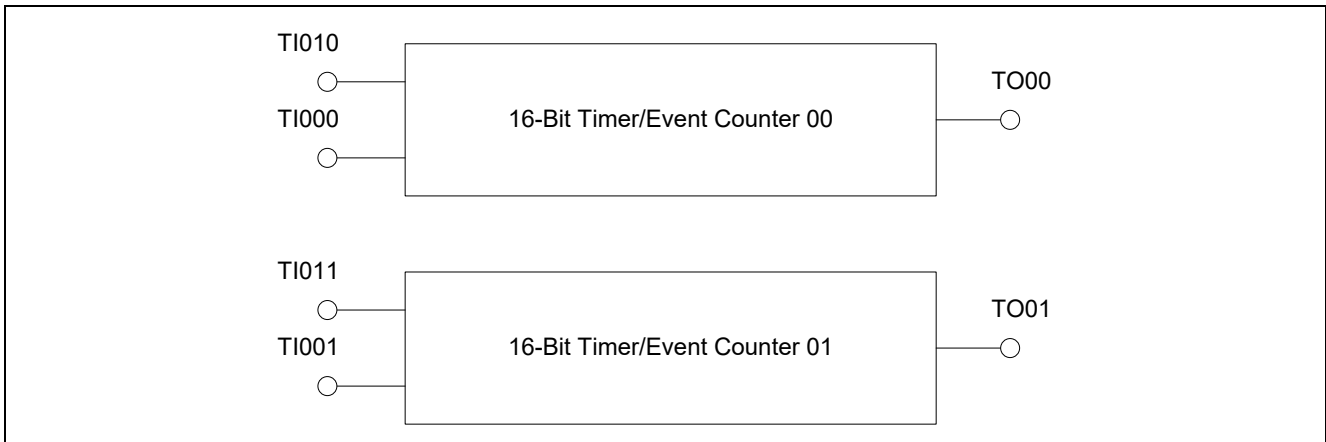 TI010
TO00
TI000
16-Bit Timer/Event Counter 00
TI011
TO01
TI001
16-Bit Timer/Event Counter 01